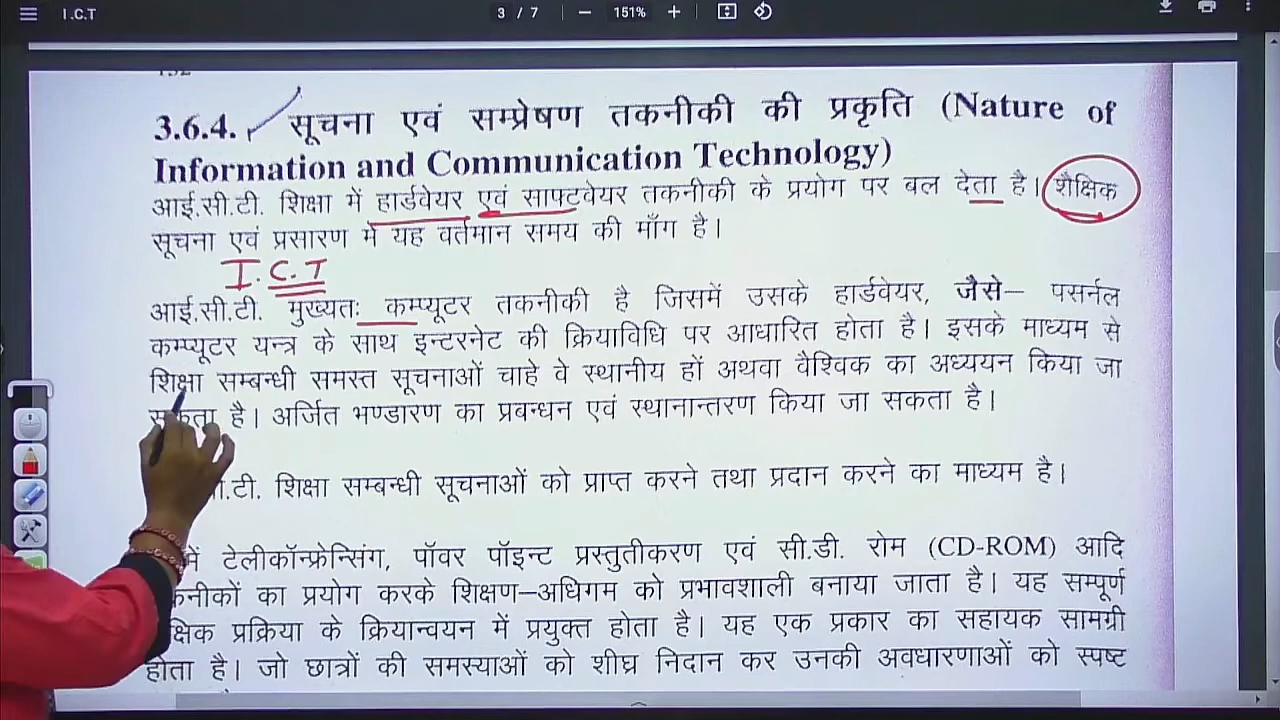 I.C.T
3 / 7
151%
3.6.4. सूचना एवं सम्प्रेषण तकनीकी की प्रकृति (Nature of
Information and Communication Technology)
आई.सी.टी. शिक्षा में हार्डवेयर एवं साफ्टवेयर तकनीकी के प्रयोग पर बल देता है। शैक्षिक
सूचना एवं प्रसारण में यह वर्तमान समय की माँग है।
I.C.T
आई.सी.टी. मुख्यतः कम्प्यूटर तकनीकी है जिसमें उसके हार्डवेयर, जैसे– पसर्नल
कम्प्यूटर यन्त्र के साथ इन्टरनेट की क्रियाविधि पर आधारित होता है। इसके माध्यम से
शिक्षा सम्बन्धी समस्त सूचनाओं चाहे वे स्थानीय हों अथवा वैश्विक का अध्ययन किया जा
सकता है। अर्जित भण्डारण का प्रबन्धन एवं स्थानान्तरण किया जा सकता है।
टी. शिक्षा सम्बन्धी सूचनाओं को प्राप्त करने तथा प्रदान करने का माध्यम है।
में टेलीकॉन्फ्रेन्सिंग, पॉवर पॉइन्ट प्रस्तुतीकरण एवं सी.डी. रोम (CD-ROM) आदि
का प्रयोग करके शिक्षण–अधिगम को प्रभावशाली बनाया जाता है। यह सम्पूर्ण
प्रक्रिया के क्रियान्वयन में प्रयुक्त होता है। यह एक प्रकार का सहायक सामग्री
होता है। जो छात्रों की समस्याओं को शीघ्र निदान कर उनकी अवधारणाओं को स्पष्ट